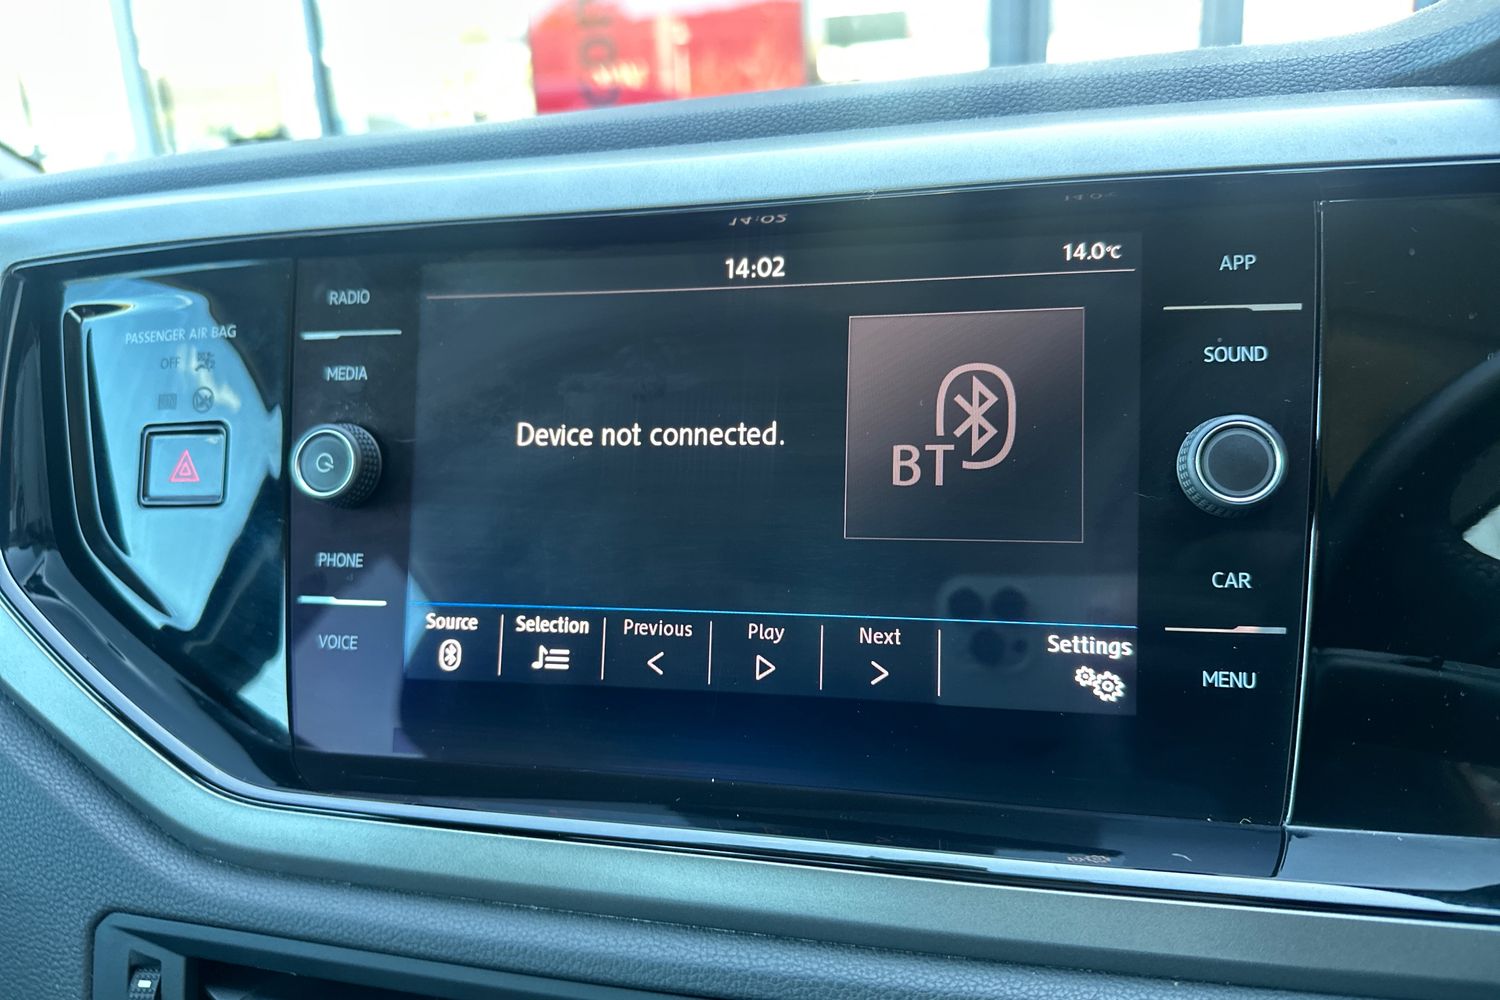 14:02
14.0°C
RADIO
MEDIA
PHONE
VOICE
PASSENGER AIR BAG
OFF
Device not connected.
BT
Source
Selection
Previous
Play
Next
Settings
APP
SOUND
CAR
MENU